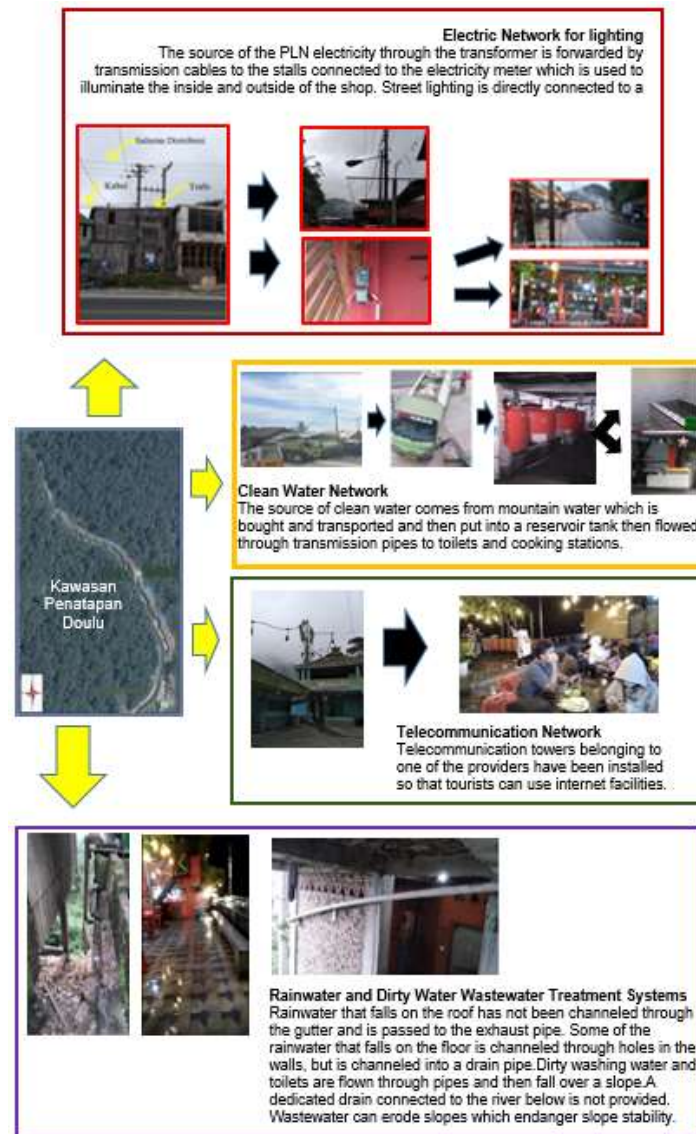 Electric Network for lighting
The source of the PLN electricity through the transformer is forwarded by
transmission cables to the stalls connected to the electricity meter which is used to
illuminate the inside and outside of the shop. Street lighting is directly connected to a
Kabel
Trafo
Clean Water Network
The source of clean water comes from mountain water which is
bought and transported and then put into a reservoir tank then flowed
through transmission pipes to toilets and cooking stations.
Kawasan
Penatapan
Doulu
Telecommunication Network
Telecommunication towers belonging to
one of the providers have been installed
so that tourists can use internet facilities.
Rainwater and Dirty Water Wastewater Treatment Systems
Rainwater that falls on the roof has not been channeled through
the gutter and is passed to the exhaust pipe. Some of the
rainwater that falls on the floor is channeled through holes in the
walls, but is channeled into a drain pipe.Dirty washing water and
toilets are flown through pipes and then fall over a slope.A
dedicated drain connected to the river below is not provided.
Wastewater can erode slopes which endanger slope stability.